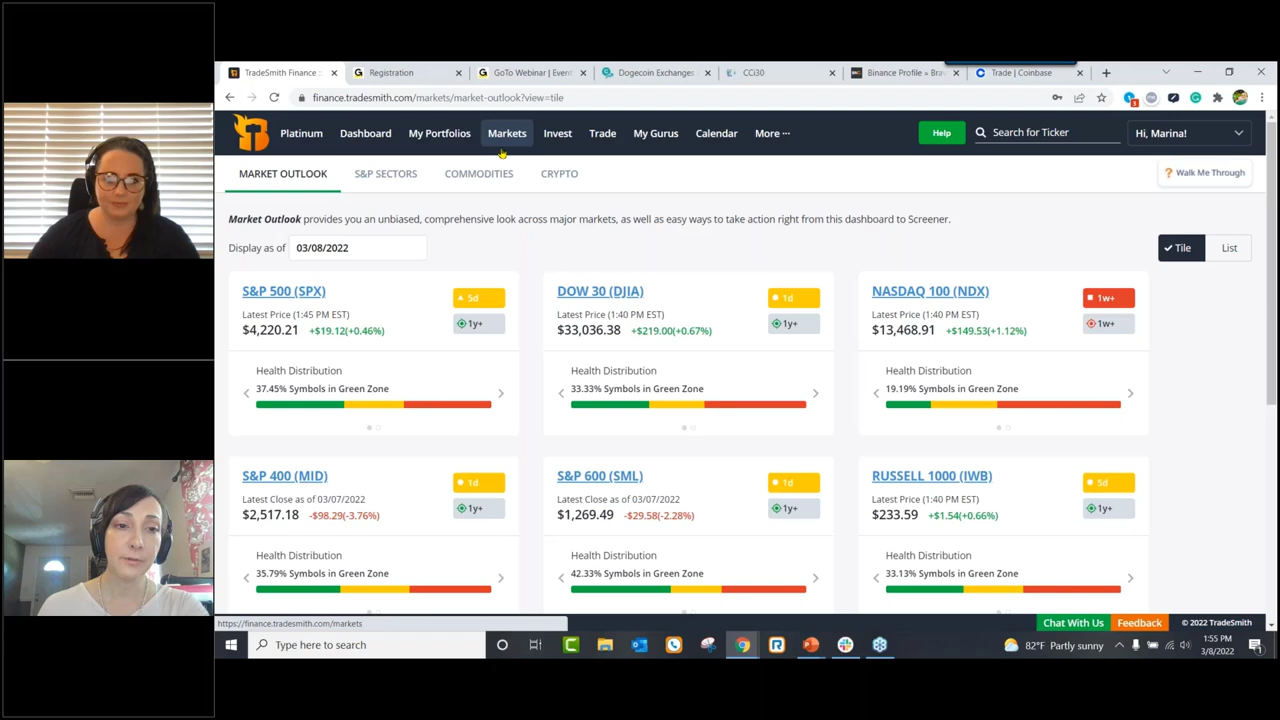 TradeSmith Finance ::
Registration
GoTo Webinar | Event
Dogecoin Exchanges
CCi30
Binance Profile » Brav
Trade | Coinbase
finance.tradesmith.com/markets/market-outlook?view=tile
3
Platinum Dashboard My Portfolios Markets Invest Trade My Gurus Calendar More ···
Help
Search for Ticker
Hi, Marina!
MARKET OUTLOOK S&P SECTORS COMMODITIES CRYPTO
? Walk Me Through
Market Outlook provides you an unbiased, comprehensive look across major markets, as well as easy ways to take action right from this dashboard to Screener.
Display as of 03/08/2022
Tile List
S&P 500 (SPX)
5d
Latest Price (1:45 PM EST)
$4,220.21 +$19.12(+0.46%)
1y+
Health Distribution
37.45% Symbols in Green Zone
DOW 30 (DJIA)
1d
Latest Price (1:40 PM EST)
$33,036.38 +$219.00(+0.67%)
1y+
Health Distribution
33.33% Symbols in Green Zone
NASDAQ 100 (NDX)
1w+
Latest Price (1:40 PM EST)
$13,468.91 +$149.53(+1.12%)
1w+
Health Distribution
19.19% Symbols in Green Zone
S&P 400 (MID)
1d
Latest Close as of 03/07/2022
$2,517.18 -$98.29(-3.76%)
1y+
Health Distribution
35.79% Symbols in Green Zone
S&P 600 (SML)
1d
Latest Close as of 03/07/2022
$1,269.49 -$29.58(-2.28%)
1y+
Health Distribution
42.33% Symbols in Green Zone
RUSSELL 1000 (IWB)
5d
Latest Price (1:40 PM EST)
$233.59 +$1.54(+0.66%)
1y+
Health Distribution
33.13% Symbols in Green Zone
https://finance.tradesmith.com/markets
Chat With Us Feedback © 2022 TradeSmith
Type here to search
82°F Partly sunny
1:55 PM
3/8/2022
1